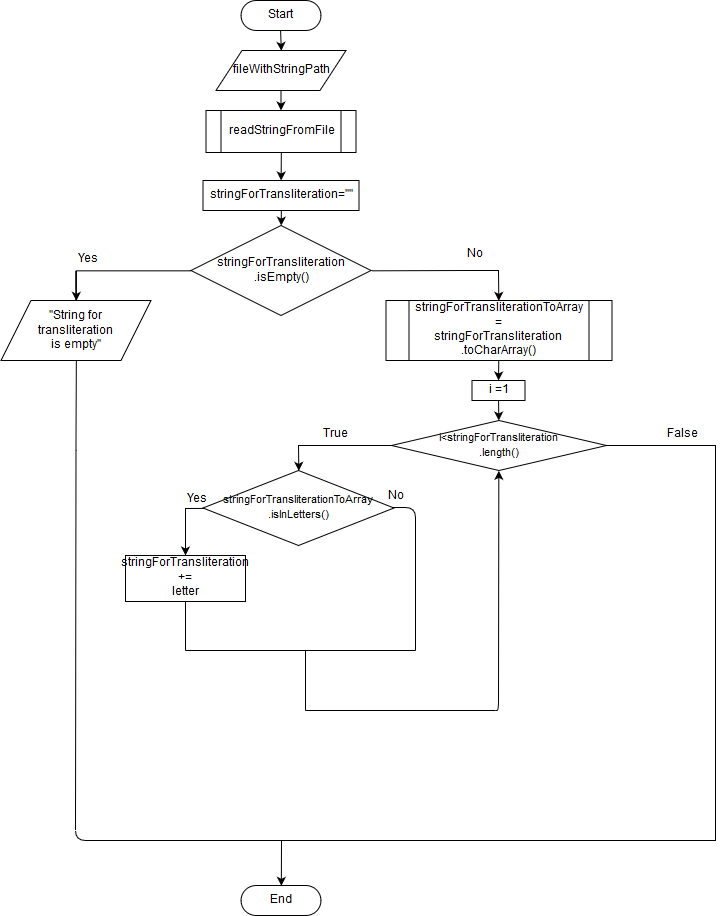 Start
fileWithStringPath
readStringFromFile
stringForTransliteration=""
stringForTransliteration
.isEmpty()
Yes
No
"String for
transliteration
is empty"
stringForTransliterationToArray
=
stringForTransliteration
.toCharArray()
i =1
i<stringForTransliteration
.length()
True
False
stringForTransliterationToArray
.isInLetters()
Yes
No
stringForTransliteration
+=
letter
End